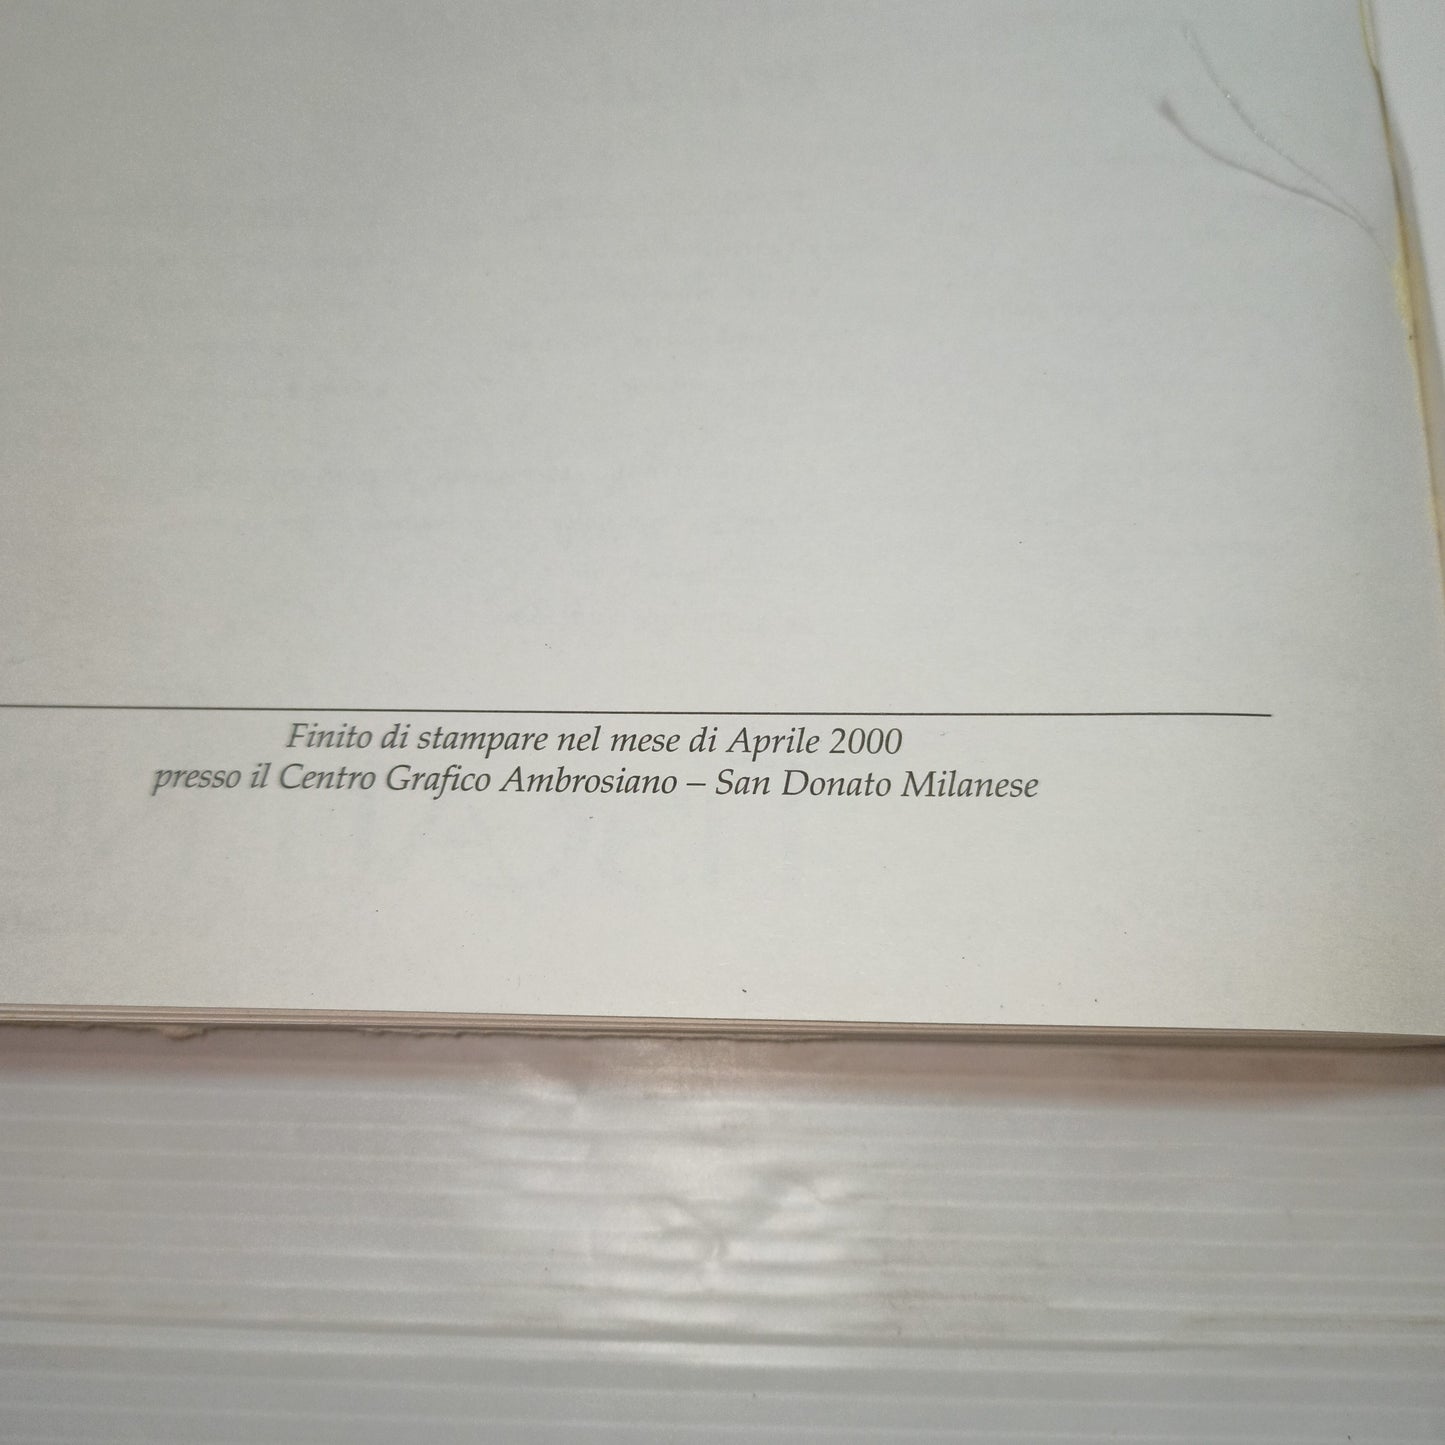 Finito di stampare nel mese di Aprile 2000
presso il Centro Grafico Ambrosiano – San Donato Milanese